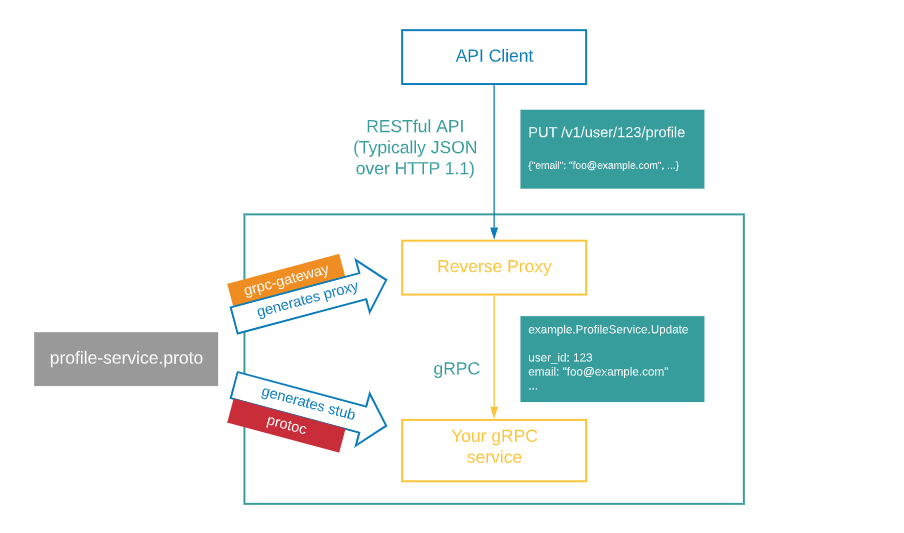 API Client
RESTful API
(Typically JSON
over HTTP 1.1)
PUT /v1/user/123/profile
{"email": "foo@example.com", ...}
grpc-gateway
generates proxy
Reverse Proxy
profile-service.proto
example.ProfileService.Update
user_id: 123
email: "foo@example.com"
...
gRPC
generates stub
protoc
Your gRPC
service